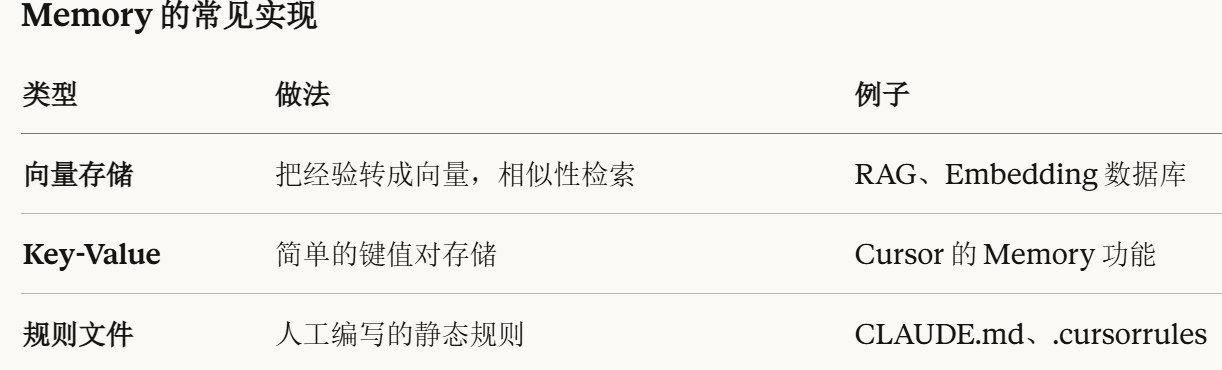 Memory 的常见实现
类型 做法 例子
向量存储 把经验转成向量，相似性检索 RAG、Embedding 数据库
Key-Value 简单的键值对存储 Cursor 的 Memory 功能
规则文件 人工编写的静态规则 CLAUDE.md、.cursorrules